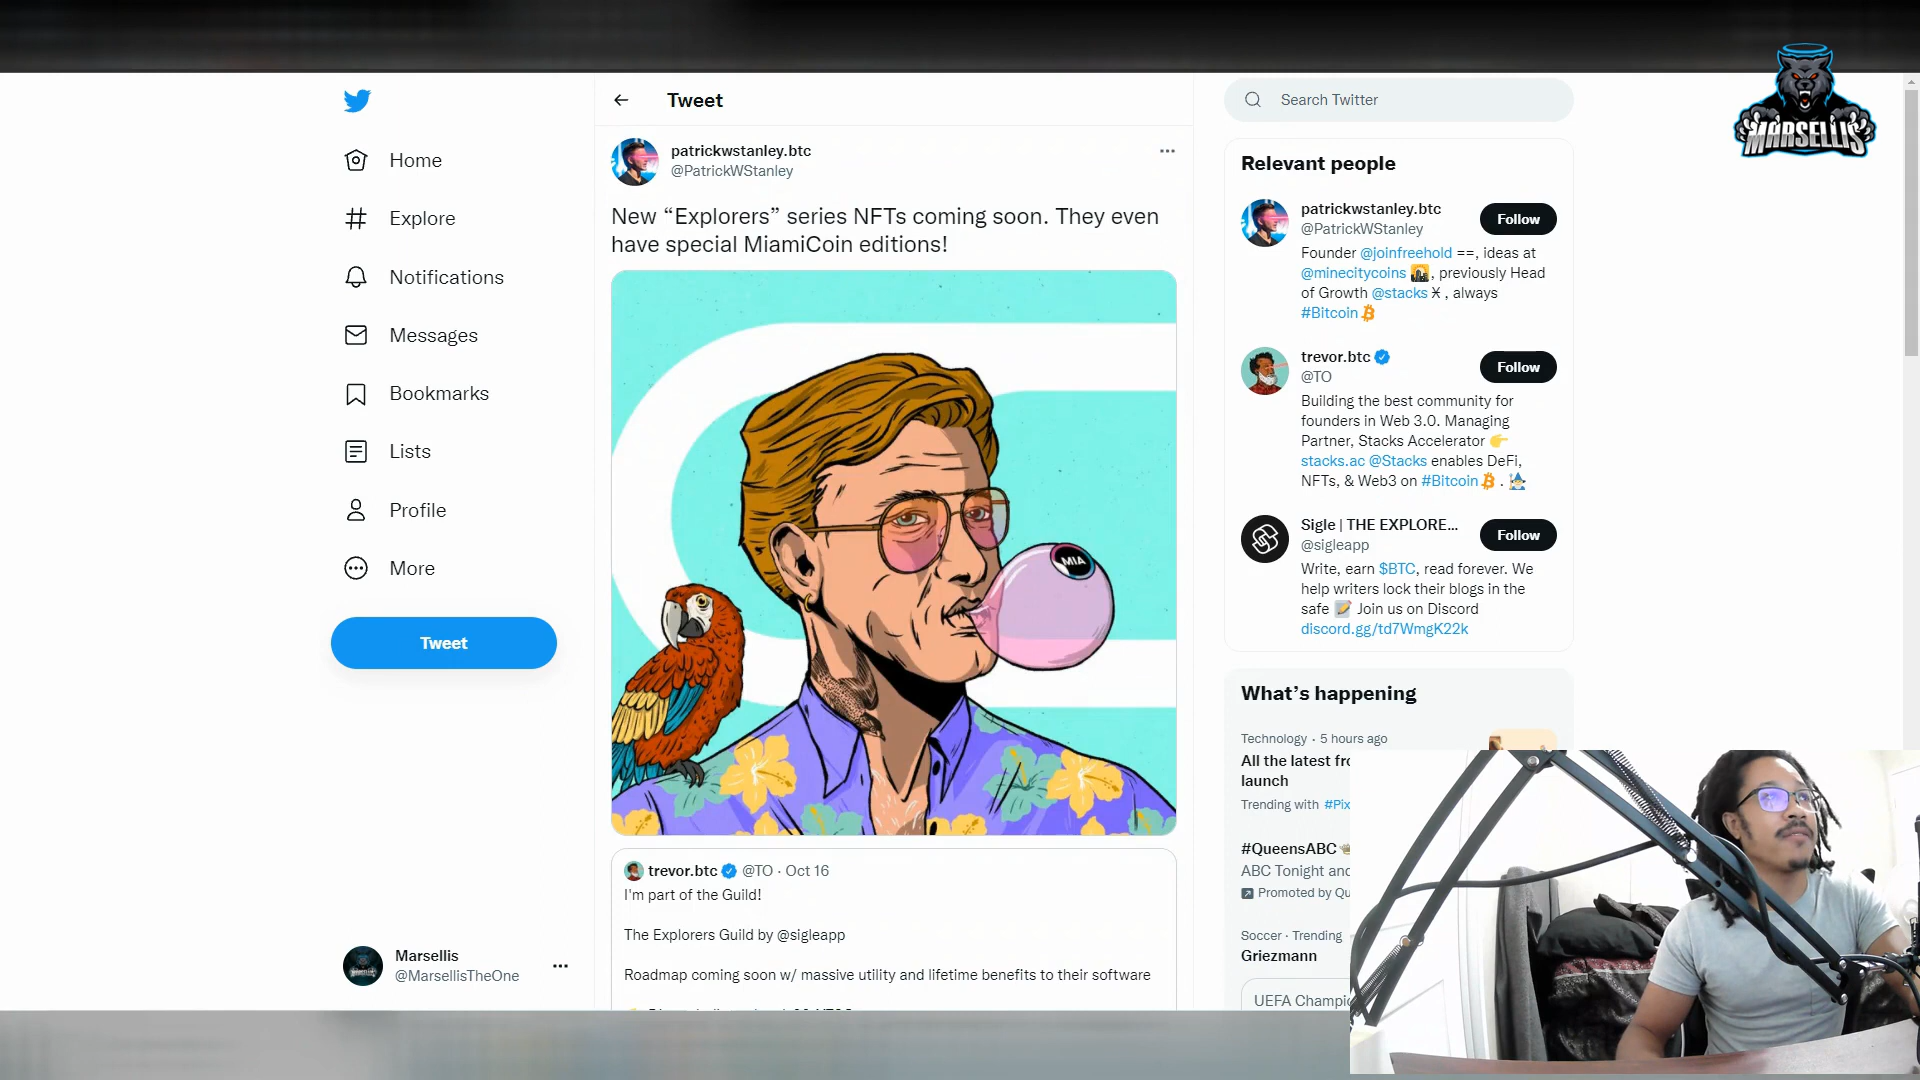 Tweet
Search Twitter
MARSELLIS
patrickwstanley.btc
@PatrickWStanley
New “Explorers” series NFTs coming soon. They even
have special MiamiCoin editions!
MIA
trevor.btc @TO · Oct 16
I'm part of the Guild!
The Explorers Guild by @sigleapp
Roadmap coming soon w/ massive utility and lifetime benefits to their software
Home
Explore
Notifications
Messages
Bookmarks
Lists
Profile
More
Tweet
Marsellis
@MarsellisTheOne
Relevant people
patrickwstanley.btc
@PatrickWStanley
Follow
Founder @joinfreehold ==, ideas at
@minecitycoins , previously Head
of Growth @stacks , always
#Bitcoin
trevor.btc
@TO
Follow
Building the best community for
founders in Web 3.0. Managing
Partner, Stacks Accelerator
stacks.ac @Stacks enables DeFi,
NFTs, & Web3 on #Bitcoin .
Sigle | THE EXPLORE...
@sigleapp
Follow
Write, earn $BTC, read forever. We
help writers lock their blogs in the
safe Join us on Discord
discord.gg/td7WmgK22k
What’s happening
Technology · 5 hours ago
All the latest
launch
Trending with #Pix
#QueensABC
ABC Tonight and
Promoted by Qu
Soccer · Trending
Griezmann
UEFA Champi